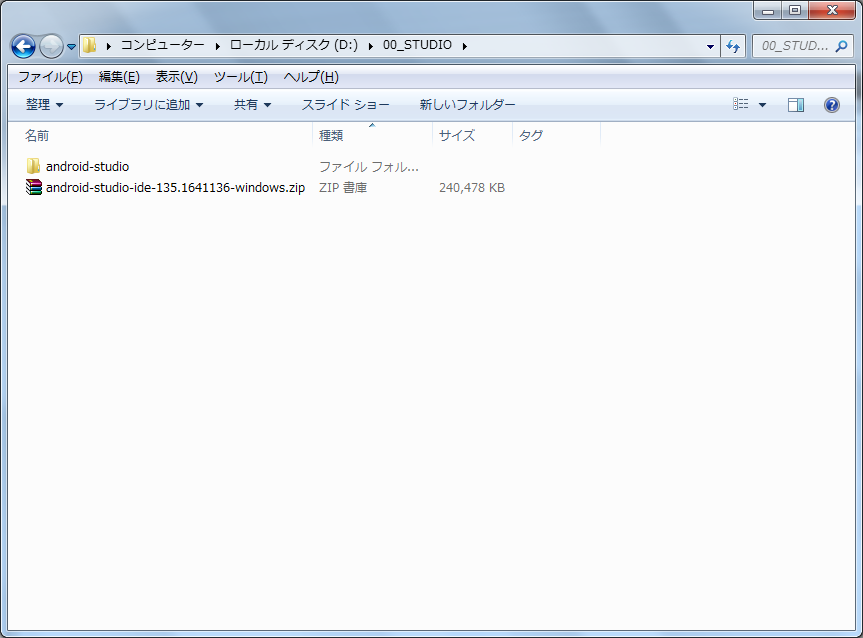 コンピューター ▸ ローカル ディスク (D:) ▸ 00_STUDIO ▸ 00_STUD...
ファイル(F) 編集(E) 表示(V) ツール(T) ヘルプ(H)
整理 ライブラリに追加 共有 スライド ショー 新しいフォルダー
名前 種類 サイズ タグ
android-studio ファイル フォル...
android-studio-ide-135.1641136-windows.zip ZIP 書庫 240,478 KB